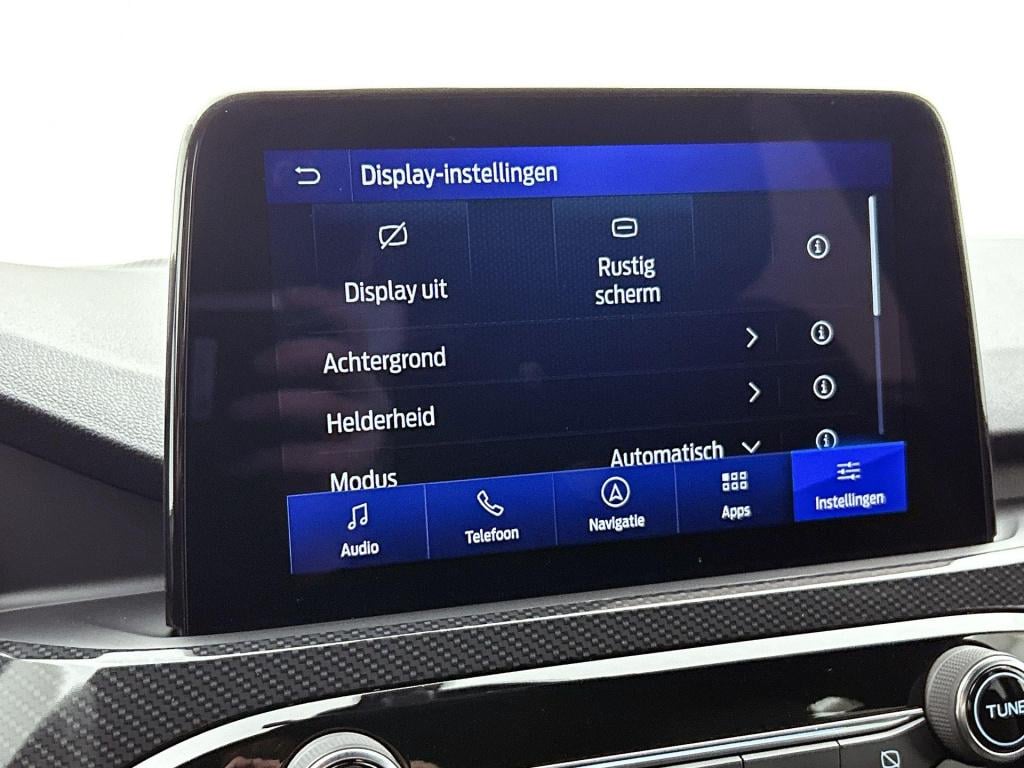 Display-instellingen
Display uit
Rustig
scherm
Achtergrond
Helderheid
Modus
Automatisch
Audio
Telefoon
Navigatie
Apps
Instellingen
TUNE